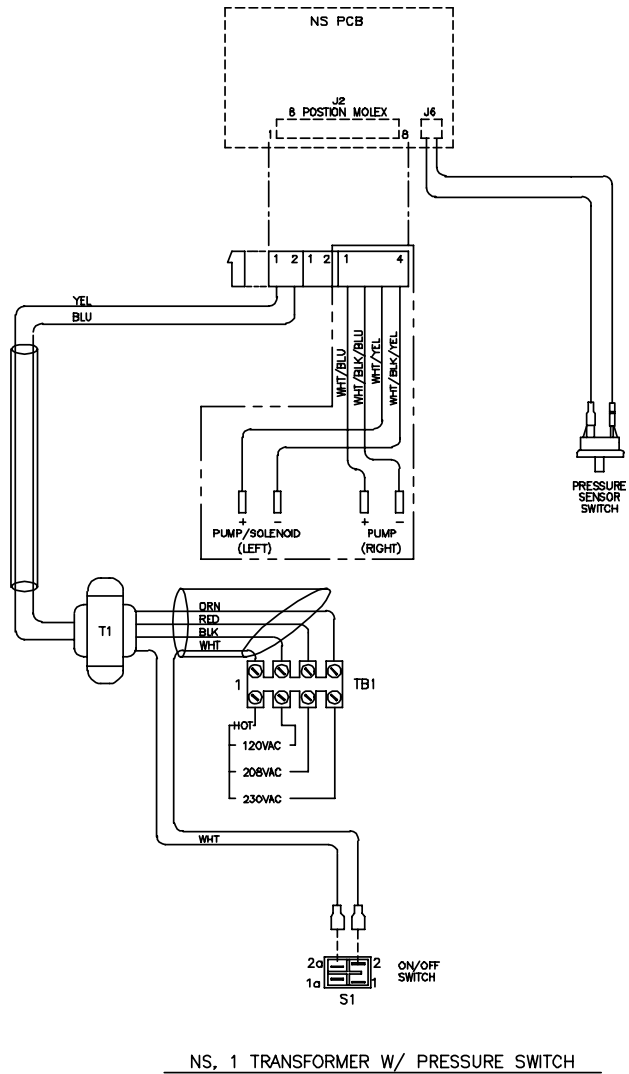 NS PCB
J2
8 POSTION MOLEX
J6
1
8
1 2 1 2 1 4
YEL
BLU
WHT/BLU
WHT/BLK/BLU
WHT/YEL
WHT/BLK/YEL
PRESSURE
SENSOR
SWITCH
+ − + −
PUMP/SOLENOID
(LEFT)
PUMP
(RIGHT)
ORN
RED
BLK
WHT
T1
1
TB1
HOT
120VAC
208VAC
230VAC
WHT
2a
2
1a
1
ON/OFF
SWITCH
S1
NS, 1 TRANSFORMER W/ PRESSURE SWITCH